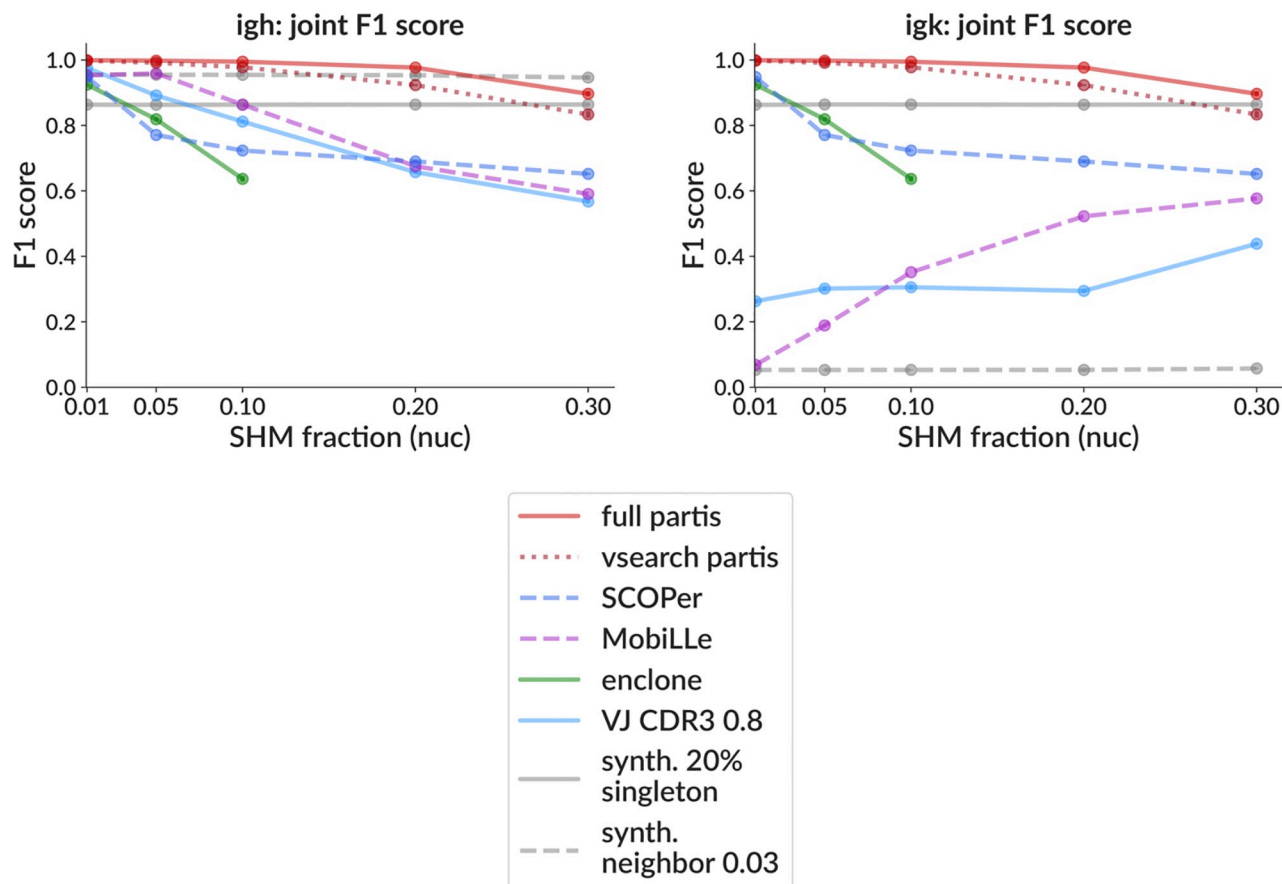 igh: joint F1 score
1.0
0.8
0.6
0.4
0.2
0.0
F1 score
0.01 0.05 0.10 0.20 0.30
SHM fraction (nuc)
igk: joint F1 score
1.0
0.8
0.6
0.4
0.2
0.0
F1 score
0.01 0.05 0.10 0.20 0.30
SHM fraction (nuc)
full partis
vsearch partis
SCOPer
MobiLLe
enclone
VJ CDR3 0.8
synth. 20%
singleton
synth.
neighbor 0.03